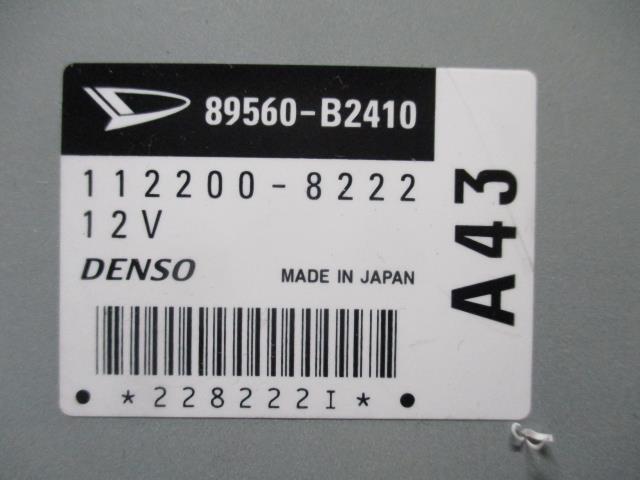 89560-B2410
112200-8222
12V
DENSO MADE IN JAPAN
*228222I*
A43